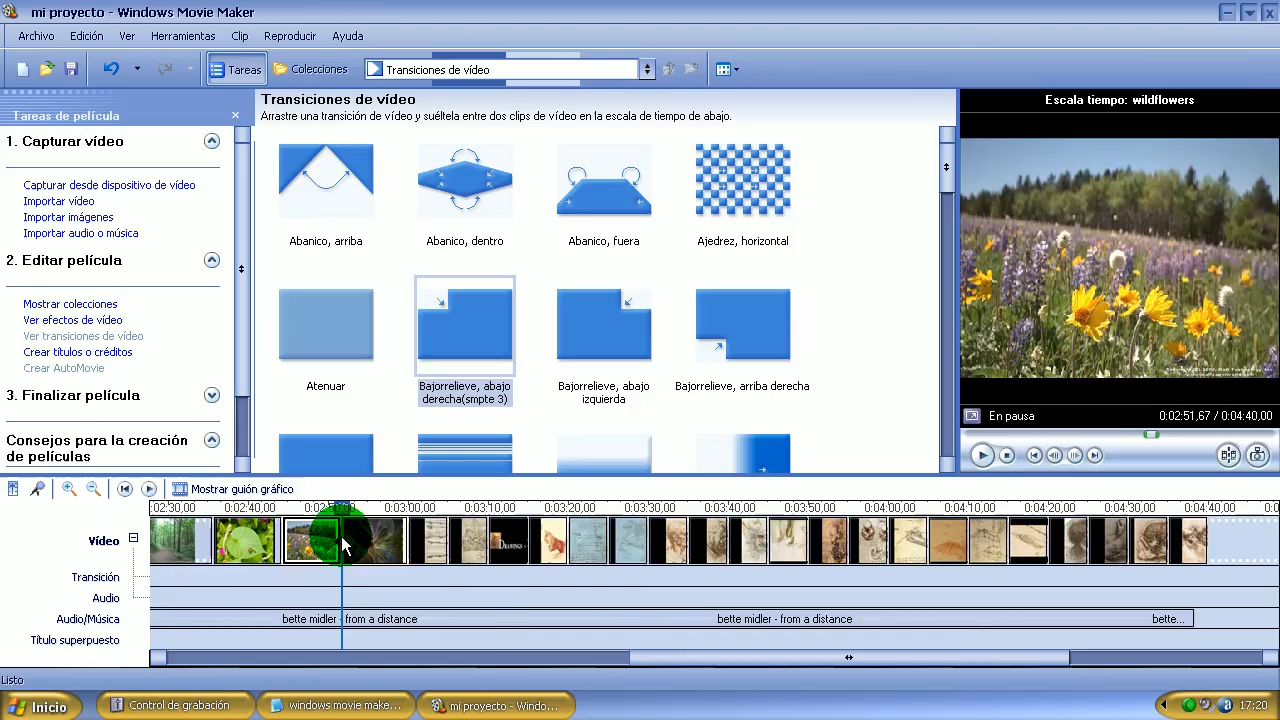 mi proyecto - Windows Movie Maker
Archivo Edición Ver Herramientas Clip Reproducir Ayuda
Tareas Colecciones Transiciones de vídeo
Tareas de película
1. Capturar vídeo
Capturar desde dispositivo de vídeo
Importar vídeo
Importar imágenes
Importar audio o música
2. Editar película
Mostrar colecciones
Ver efectos de vídeo
Ver transiciones de vídeo
Crear títulos o créditos
Crear AutoMovie
3. Finalizar película
Consejos para la creación
de películas
Transiciones de vídeo
Arrastre una transición de vídeo y suéltela entre dos clips de vídeo en la escala de tiempo de abajo.
Abanico, arriba
Abanico, dentro
Abanico, fuera
Ajedrez, horizontal
Atenuar
Bajorrelieve, abajo
derecha(smpte 3)
Bajorrelieve, abajo
izquierda
Bajorrelieve, arriba derecha
Escala tiempo: wildflowers
En pausa 0:02:51,67 / 0:04:40,00
Mostrar guión gráfico
0:02:40,00 0:03:00,00 0:03:10,00 0:03:20,00 0:03:30,00 0:03:40,00 0:03:50,00 0:04:00,00 0:04:10,00 0:04:20,00 0:04:30,00 0:04:40,00
Vídeo
DRAWINGS
Transición
Audio
Audio/Música
bette midler - from a distance bette midler - from a distance bette...
Título superpuesto
Listo
Inicio Control de grabación windows movie make... mi proyecto - Windo... 17:20